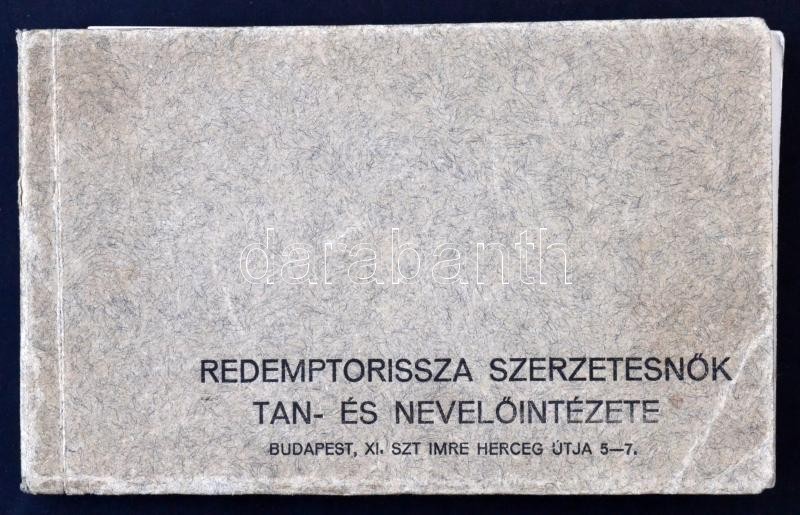 darabanth
REDEMPTORISSZA SZERZETESNŐK
TAN- ÉS NEVELŐINTÉZETE
BUDAPEST, XI. SZT IMRE HERCEG ÚTJA 5—7.